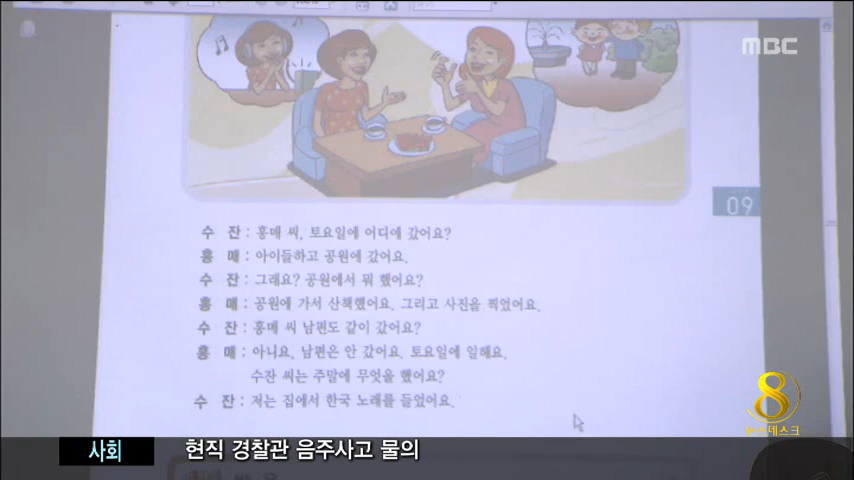 MBC
09
수 잔 : 홍매 씨, 토요일에 어디에 갔어요?
홍 매 : 아이들하고 공원에 갔어요.
수 잔 : 그래요? 공원에서 뭐 했어요?
홍 매 : 공원에 가서 산책했어요. 그리고 사진을 찍었어요.
수 잔 : 홍매 씨 남편도 같이 갔어요?
홍 매 : 아니요, 남편은 안 갔어요. 토요일에 일해요.
수잔 씨는 주말에 무엇을 했어요?
수 잔 : 저는 집에서 한국 노래를 들었어요.
8
뉴스데스크
사회 현직 경찰관 음주사고 물의